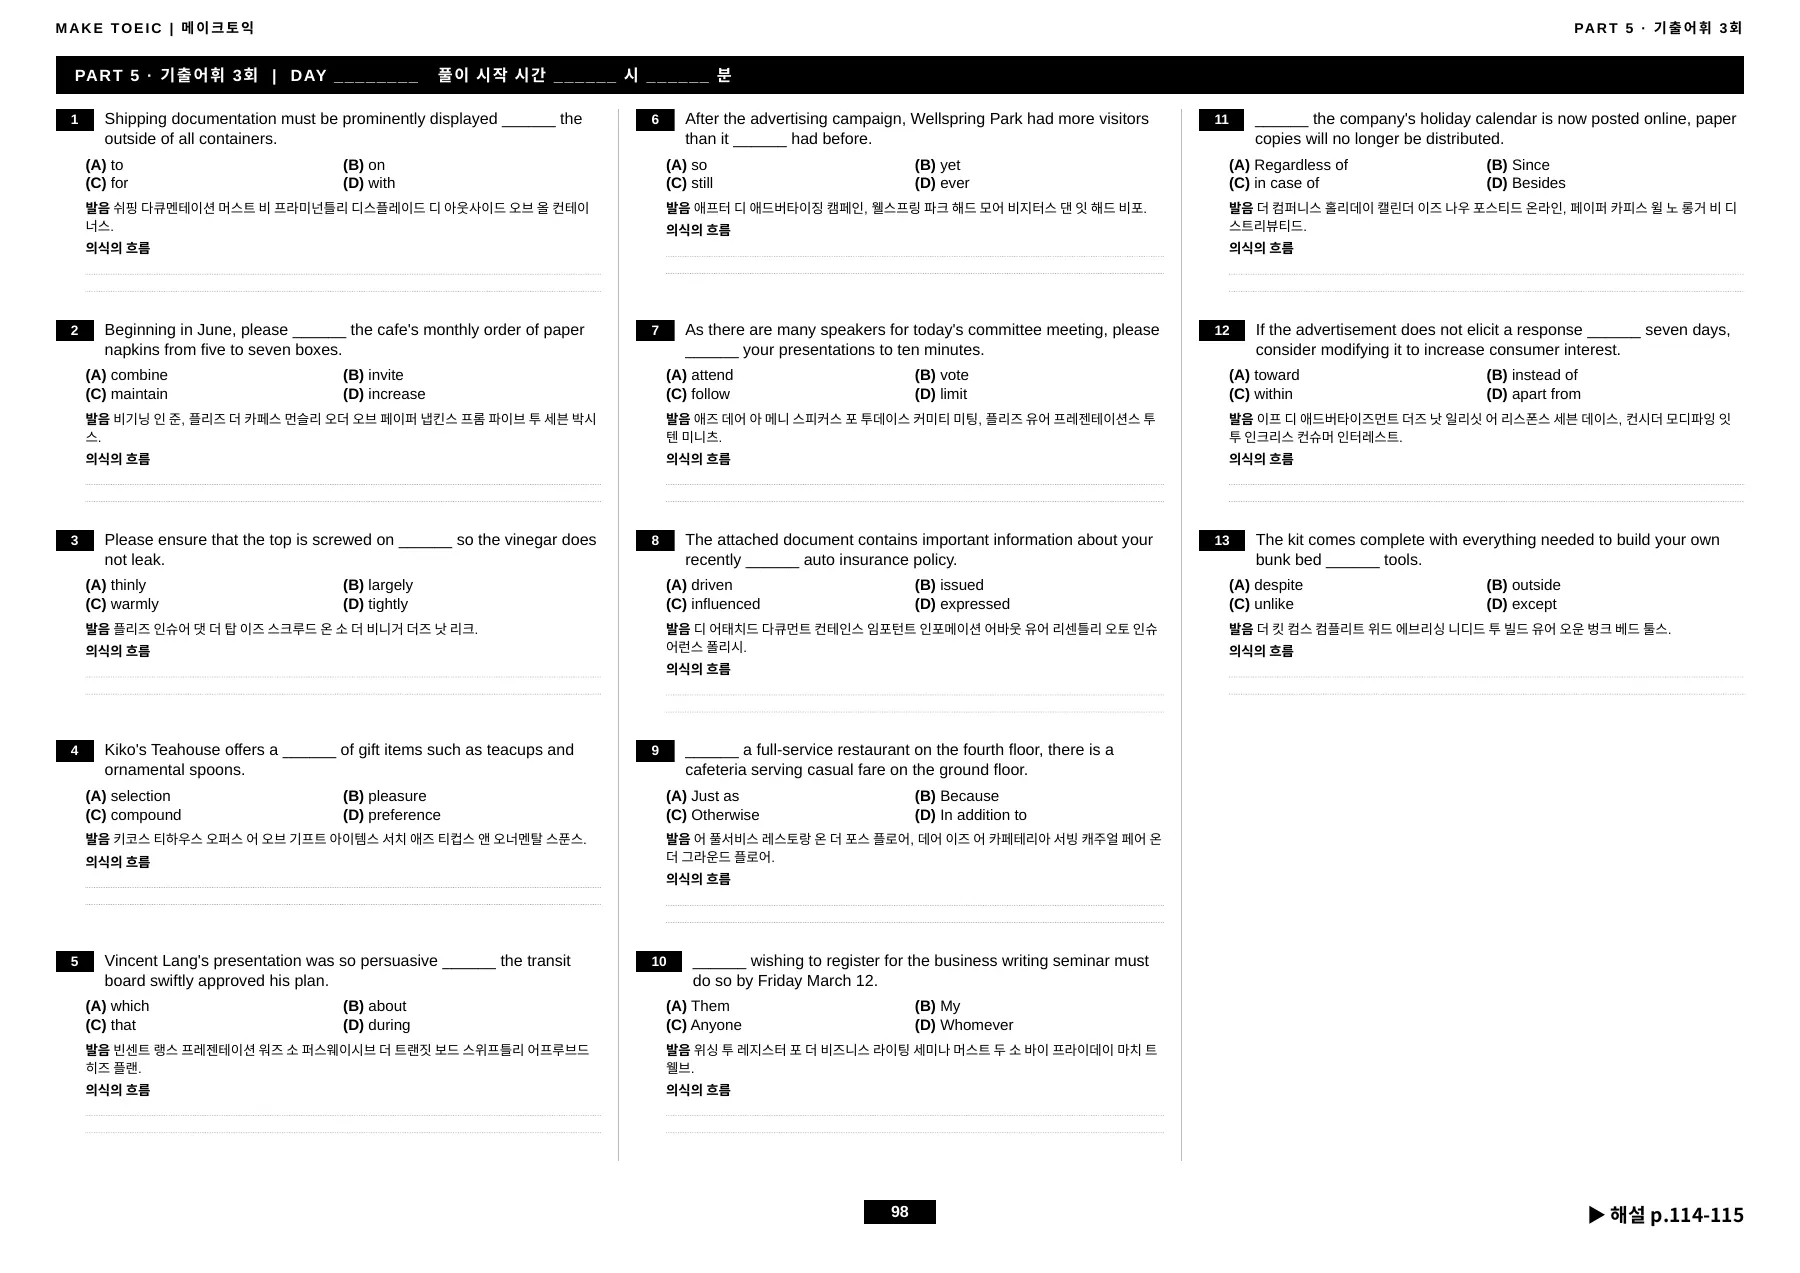 MAKE TOEIC | 메이크토익
PART 5 · 기출어휘 3회
PART 5 · 기출어휘 3회 | DAY ________ 풀이 시작 시간 ______ 시 ______ 분
1 Shipping documentation must be prominently displayed ______ the
outside of all containers.
(A) to (B) on
(C) for (D) with
발음 쉬핑 다큐멘테이션 머스트 비 프라미넌틀리 디스플레이드 디 아웃사이드 오브 올 컨테이
너스.
의식의 흐름
2 Beginning in June, please ______ the cafe's monthly order of paper
napkins from five to seven boxes.
(A) combine (B) invite
(C) maintain (D) increase
발음 비기닝 인 준, 플리즈 더 카페스 먼슬리 오더 오브 페이퍼 냅킨스 프롬 파이브 투 세븐 박시
스.
의식의 흐름
3 Please ensure that the top is screwed on ______ so the vinegar does
not leak.
(A) thinly (B) largely
(C) warmly (D) tightly
발음 플리즈 인슈어 댓 더 탑 이즈 스크루드 온 소 더 비니거 더즈 낫 리크.
의식의 흐름
4 Kiko's Teahouse offers a ______ of gift items such as teacups and
ornamental spoons.
(A) selection (B) pleasure
(C) compound (D) preference
발음 키코스 티하우스 오퍼스 어 오브 기프트 아이템스 서치 애즈 티컵스 앤 오너멘탈 스푼스.
의식의 흐름
5 Vincent Lang's presentation was so persuasive ______ the transit
board swiftly approved his plan.
(A) which (B) about
(C) that (D) during
발음 빈센트 랭스 프레젠테이션 워즈 소 퍼스웨이시브 더 트랜짓 보드 스위프틀리 어프루브드
히즈 플랜.
의식의 흐름
6 After the advertising campaign, Wellspring Park had more visitors
than it ______ had before.
(A) so (B) yet
(C) still (D) ever
발음 애프터 디 애드버타이징 캠페인, 웰스프링 파크 해드 모어 비지터스 댄 잇 해드 비포.
의식의 흐름
7 As there are many speakers for today's committee meeting, please
______ your presentations to ten minutes.
(A) attend (B) vote
(C) follow (D) limit
발음 애즈 데어 아 메니 스피커스 포 투데이스 커미티 미팅, 플리즈 유어 프레젠테이션스 투
텐 미니츠.
의식의 흐름
8 The attached document contains important information about your
recently ______ auto insurance policy.
(A) driven (B) issued
(C) influenced (D) expressed
발음 디 어태치드 다큐먼트 컨테인스 임포턴트 인포메이션 어바웃 유어 리센틀리 오토 인슈
어런스 폴리시.
의식의 흐름
9 ______ a full-service restaurant on the fourth floor, there is a
cafeteria serving casual fare on the ground floor.
(A) Just as (B) Because
(C) Otherwise (D) In addition to
발음 어 풀서비스 레스토랑 온 더 포스 플로어, 데어 이즈 어 카페테리아 서빙 캐주얼 페어 온
더 그라운드 플로어.
의식의 흐름
10 ______ wishing to register for the business writing seminar must
do so by Friday March 12.
(A) Them (B) My
(C) Anyone (D) Whomever
발음 위싱 투 레지스터 포 더 비즈니스 라이팅 세미나 머스트 두 소 바이 프라이데이 마치 트
웰브.
의식의 흐름
11 ______ the company's holiday calendar is now posted online, paper
copies will no longer be distributed.
(A) Regardless of (B) Since
(C) in case of (D) Besides
발음 더 컴퍼니스 홀리데이 캘린더 이즈 나우 포스티드 온라인, 페이퍼 카피스 윌 노 롱거 비 디
스트리뷰티드.
의식의 흐름
12 If the advertisement does not elicit a response ______ seven days,
consider modifying it to increase consumer interest.
(A) toward (B) instead of
(C) within (D) apart from
발음 이프 디 애드버타이즈먼트 더즈 낫 일리싯 어 리스폰스 세븐 데이스, 컨시더 모디파잉 잇
투 인크리스 컨슈머 인터레스트.
의식의 흐름
13 The kit comes complete with everything needed to build your own
bunk bed ______ tools.
(A) despite (B) outside
(C) unlike (D) except
발음 더 킷 컴스 컴플리트 위드 에브리싱 니디드 투 빌드 유어 오운 벙크 베드 툴스.
의식의 흐름
98
▶ 해설 p.114-115